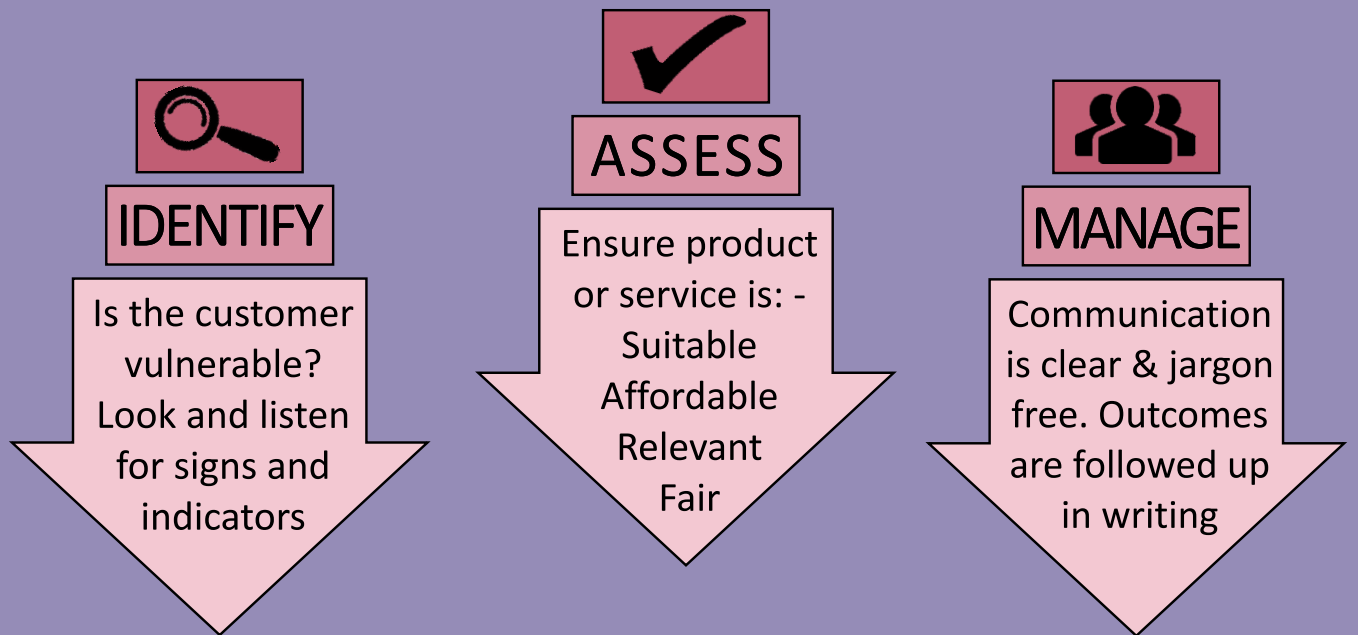 IDENTIFY
Is the customer
vulnerable?
Look and listen
for signs and
indicators
ASSESS
Ensure product
or service is: -
Suitable
Affordable
Relevant
Fair
MANAGE
Communication
is clear & jargon
free. Outcomes
are followed up
in writing